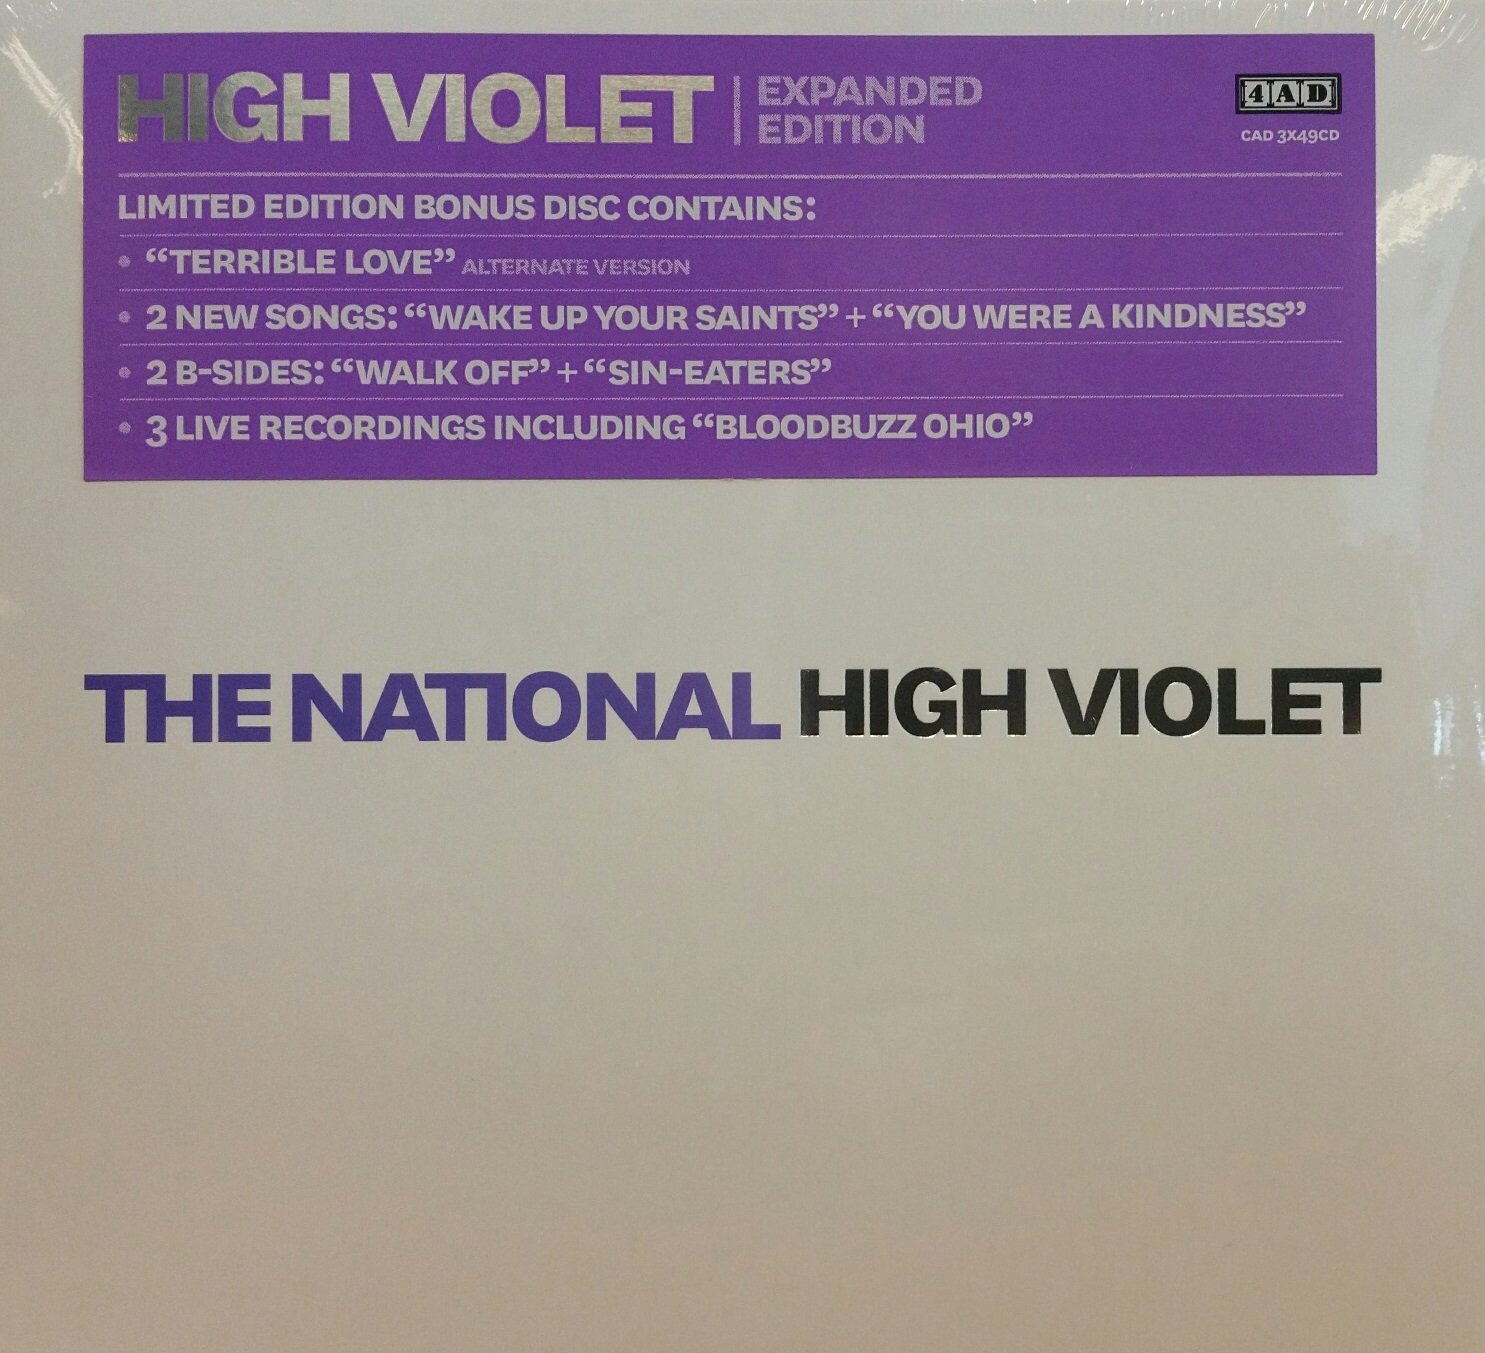 HIGH VIOLET
EXPANDED
EDITION
4AD
CAD 3X49CD
LIMITED EDITION BONUS DISC CONTAINS:
• “TERRIBLE LOVE” ALTERNATE VERSION
• 2 NEW SONGS: “WAKE UP YOUR SAINTS” + “YOU WERE A KINDNESS”
• 2 B-SIDES: “WALK OFF” + “SIN-EATERS”
• 3 LIVE RECORDINGS INCLUDING “BLOODBUZZ OHIO”
THE NATIONAL HIGH VIOLET